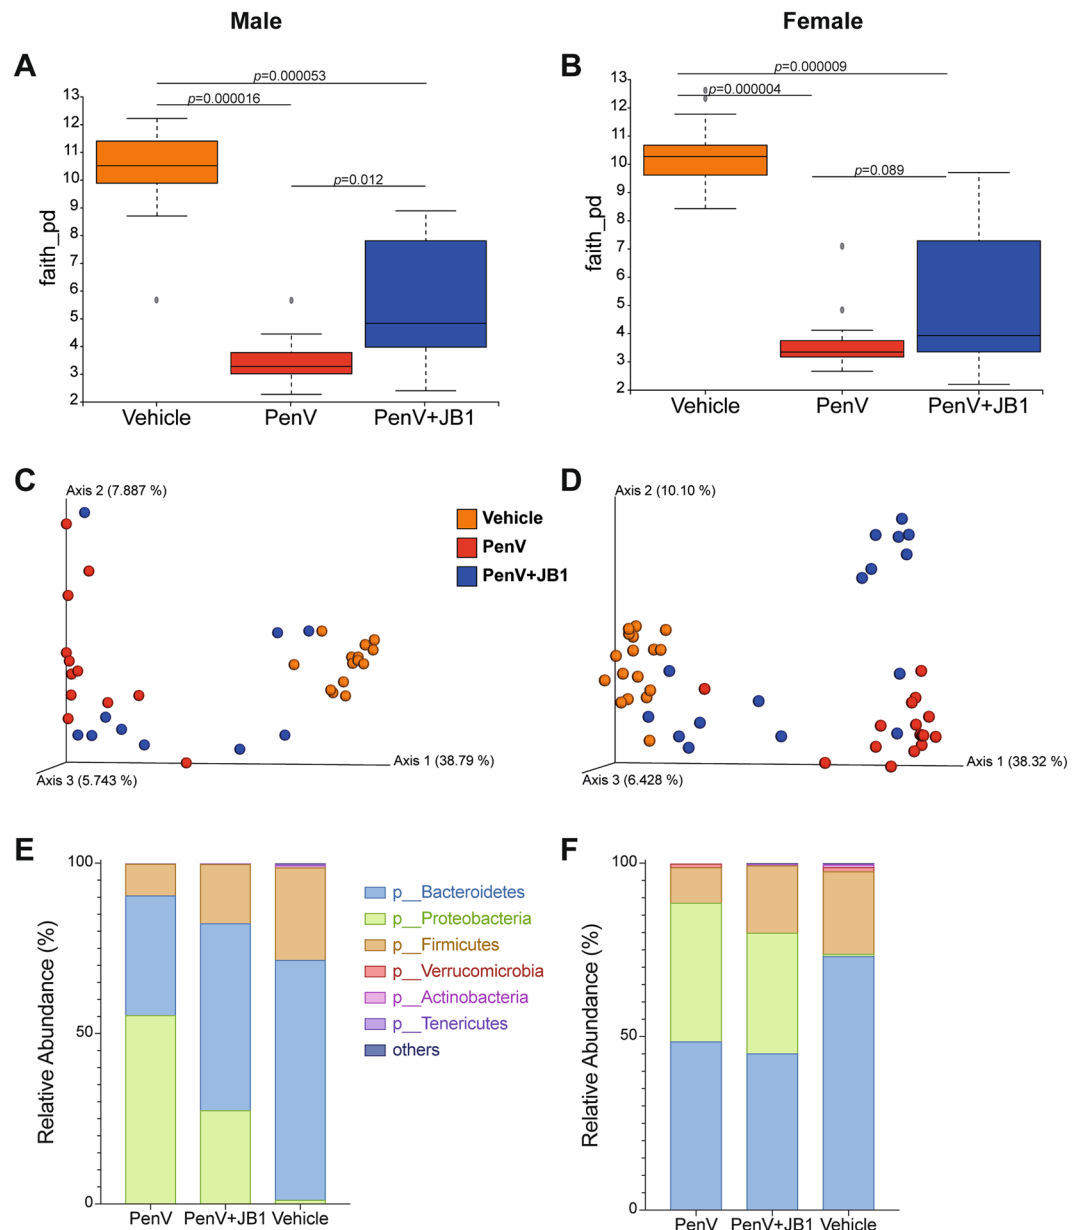 Male
Female
A
p=0.000053
p=0.000016
p=0.012
13
12
11
10
9
8
7
6
5
4
3
2
faith_pd
Vehicle
PenV
PenV+JB1
B
p=0.000009
p=0.000004
p=0.089
13
12
11
10
9
8
7
6
5
4
3
2
faith_pd
Vehicle
PenV
PenV+JB1
C
Axis 2 (7.887 %)
Axis 1 (38.79 %)
Axis 3 (5.743 %)
Vehicle
PenV
PenV+JB1
D
Axis 2 (10.10 %)
Axis 1 (38.32 %)
Axis 3 (6.428 %)
E
100
50
0
Relative Abundance (%)
PenV
PenV+JB1
Vehicle
p__Bacteroidetes
p__Proteobacteria
p__Firmicutes
p__Verrucomicrobia
p__Actinobacteria
p__Tenericutes
others
F
100
50
0
Relative Abundance (%)
PenV
PenV+JB1
Vehicle